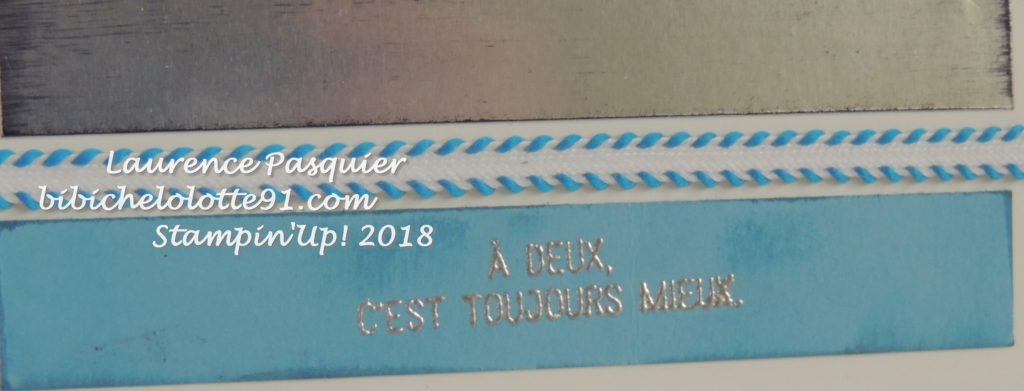 Laurence Pasquier
bibichelolotte91.com
Stampin'Up! 2018
À DEUX,
C'EST TOUJOURS MIEUX.